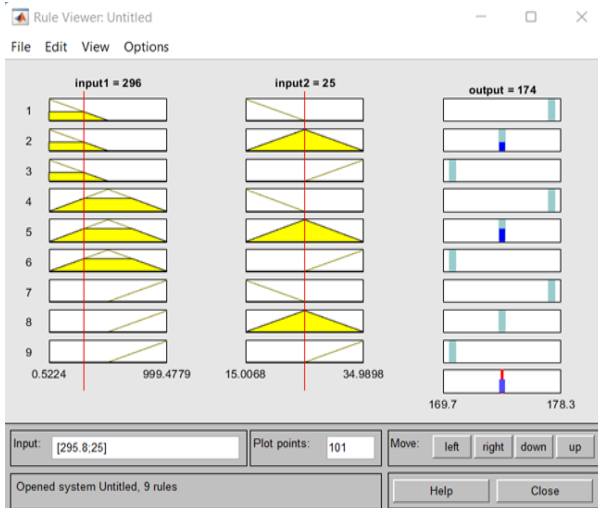 Rule Viewer: Untitled
File Edit View Options
input1 = 296 input2 = 25 output = 174
1
2
3
4
5
6
7
8
9
0.5224 999.4779 15.0068 34.9898
169.7 178.3
Input: [295.8;25] Plot points: 101 Move: left right down up
Opened system Untitled, 9 rules Help Close